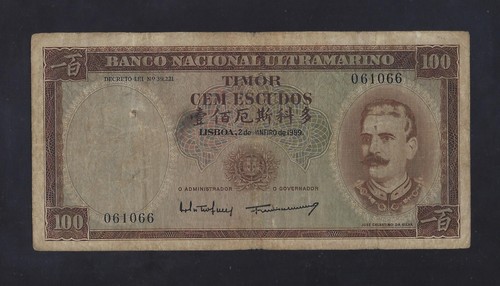 一百 BANCO NACIONAL ULTRAMARINO 100
DECRETO-LEI Nº 39.221
TIMOR
061066
CEM ESCUDOS
壹佰厄斯科多
LISBOA, 2 de JANEIRO de 1959.
O ADMINISTRADOR O GOVERNADOR
061066
100 一百